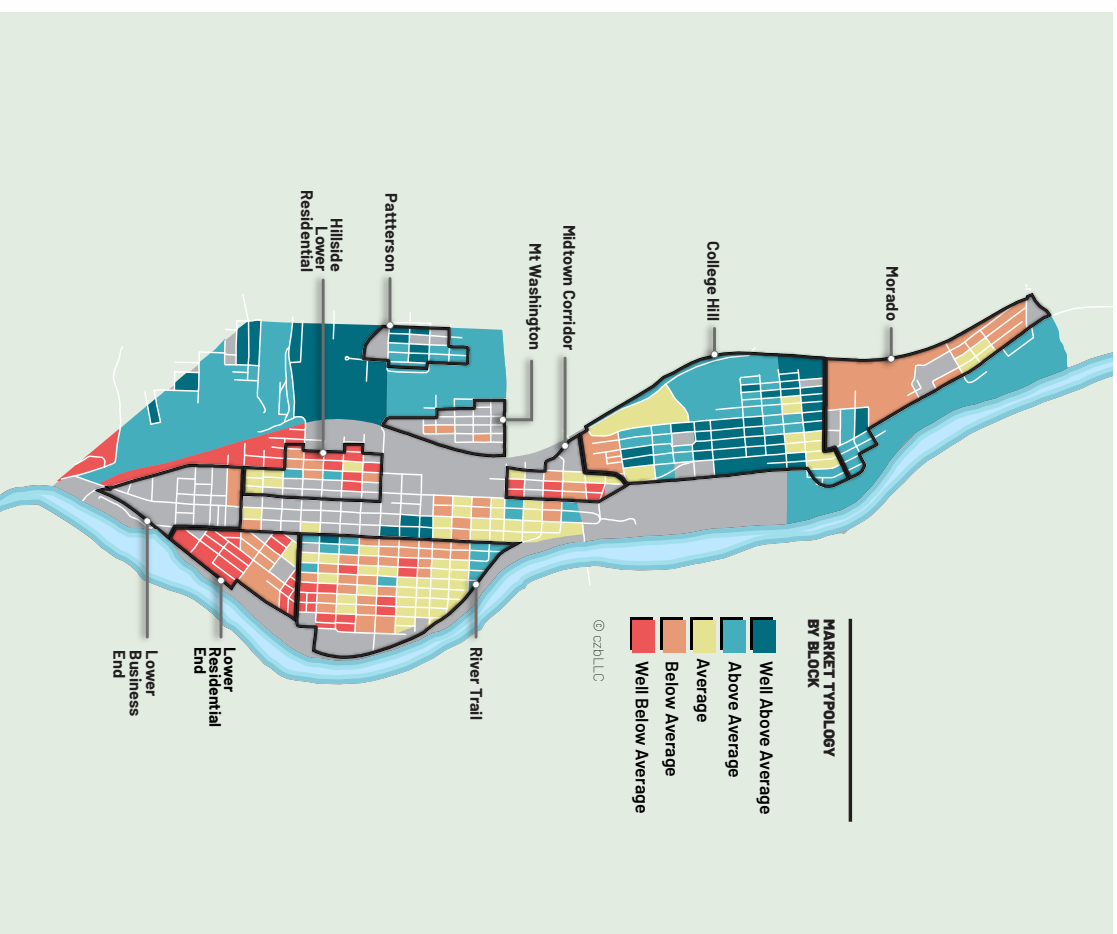 Morado
College Hill
Midtown Corridor
Mt Washington
Pattterson
Hillside
Lower
Residential
MARKET TYPOLOGY
BY BLOCK
Well Above Average
Above Average
Average
Below Average
Well Below Average
© czbLLC
River Trail
Lower
Residential
End
Lower
Business
End